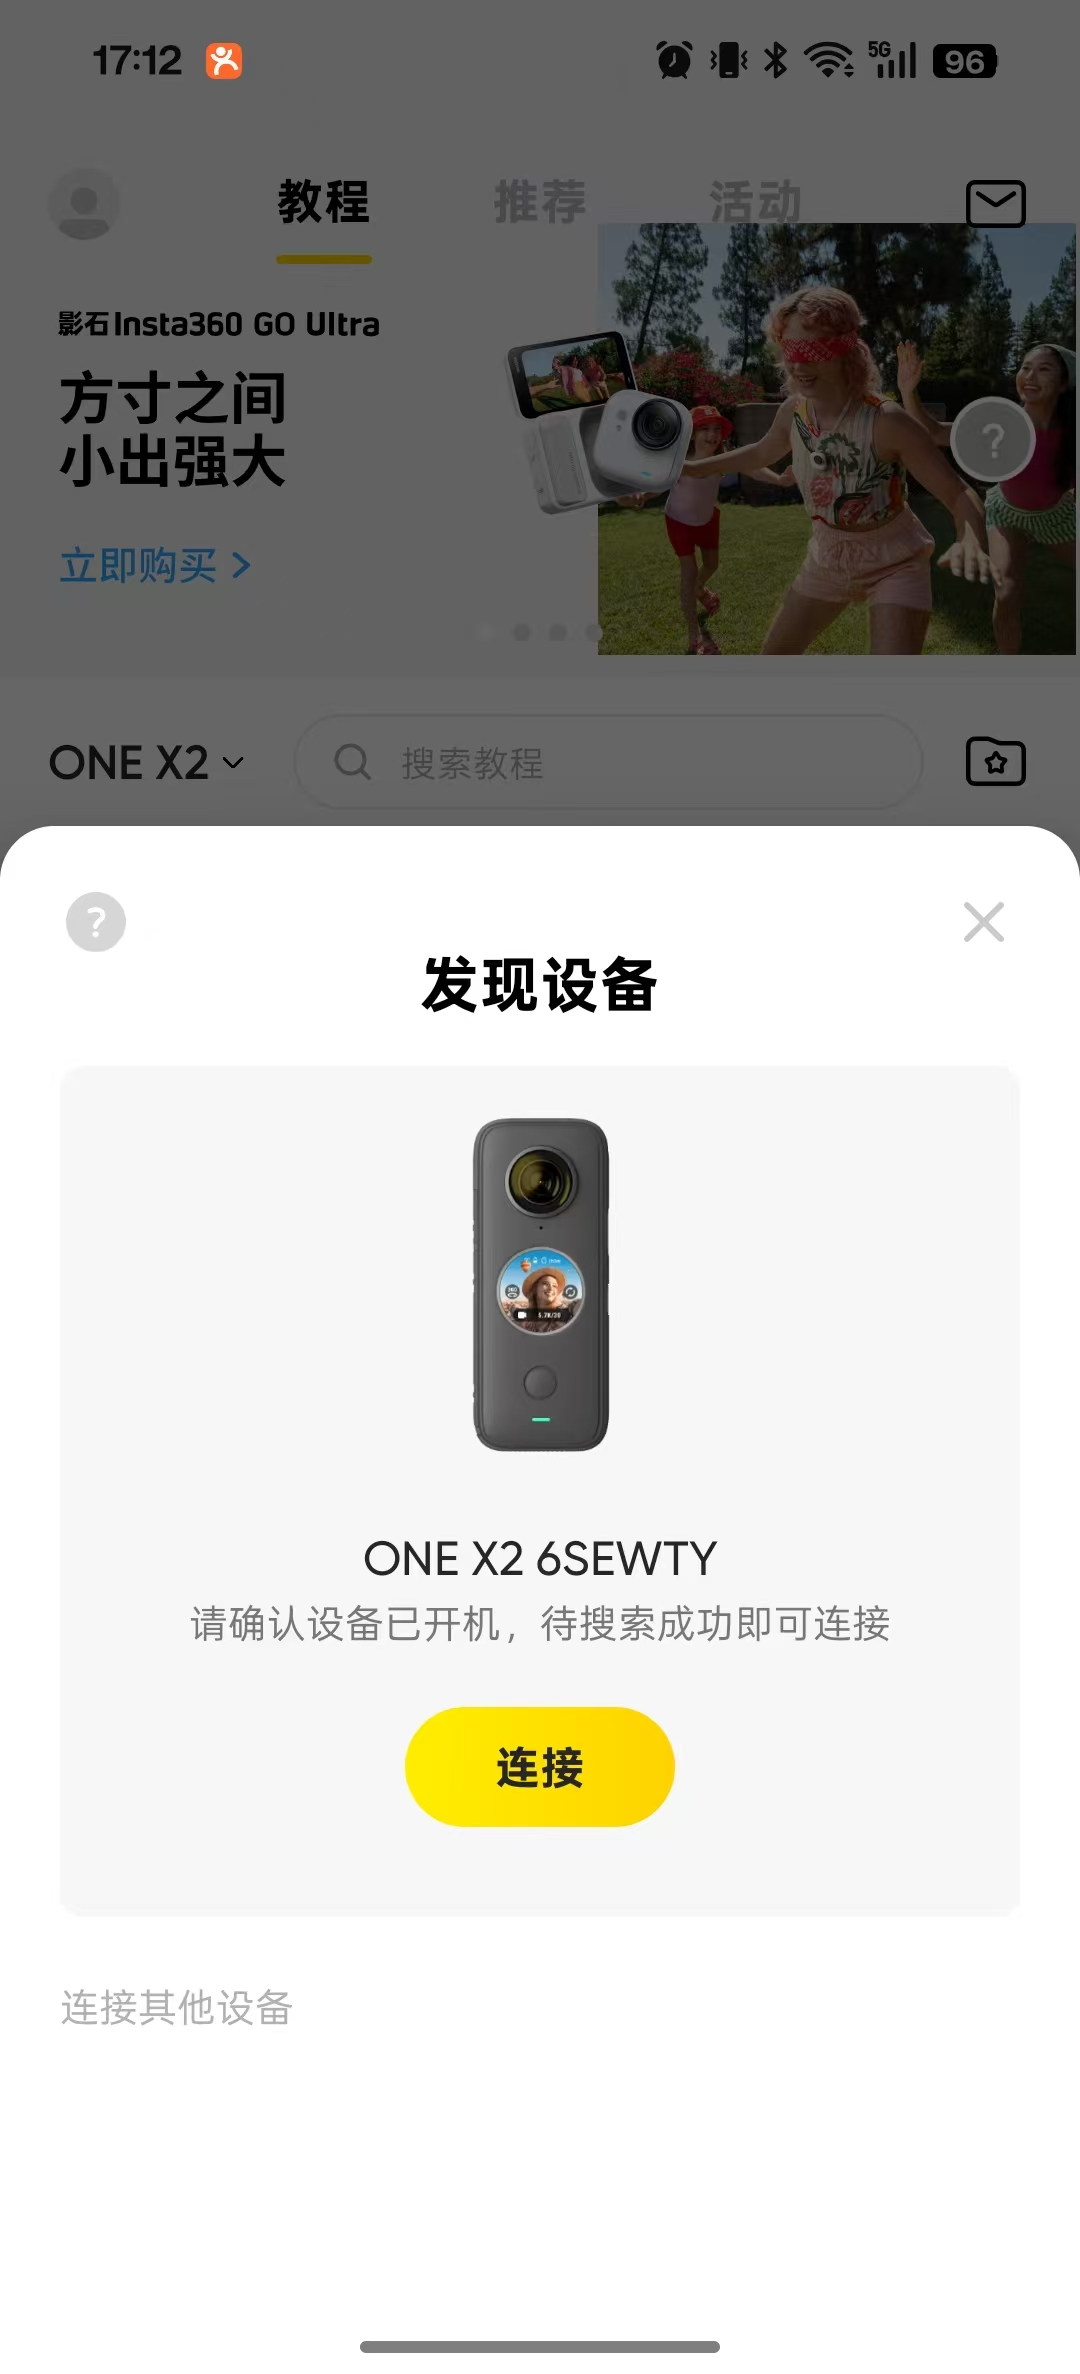 17:12
5G
96
教程
推荐
活动
影石Insta360 GO Ultra
方寸之间
小出强大
立即购买 >
?
ONE X2
搜索教程
?
发现设备
ONE X2 6SEWTY
请确认设备已开机，待搜索成功即可连接
连接
连接其他设备